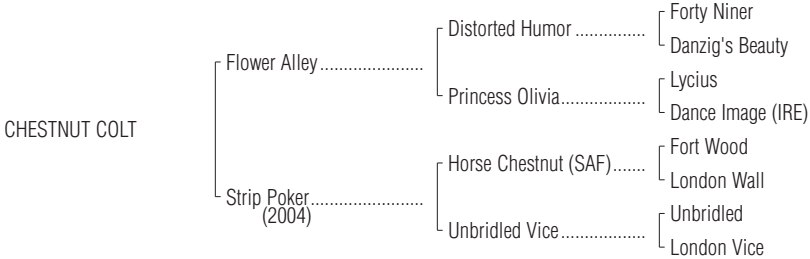 Forty Niner
Distorted Humor ...............
Danzig's Beauty
Flower Alley......................
Lycius
Princess Olivia..................
Dance Image (IRE)
CHESTNUT COLT
Fort Wood
Horse Chestnut (SAF).......
London Wall
Strip Poker........................
(2004)
Unbridled
Unbridled Vice..................
London Vice